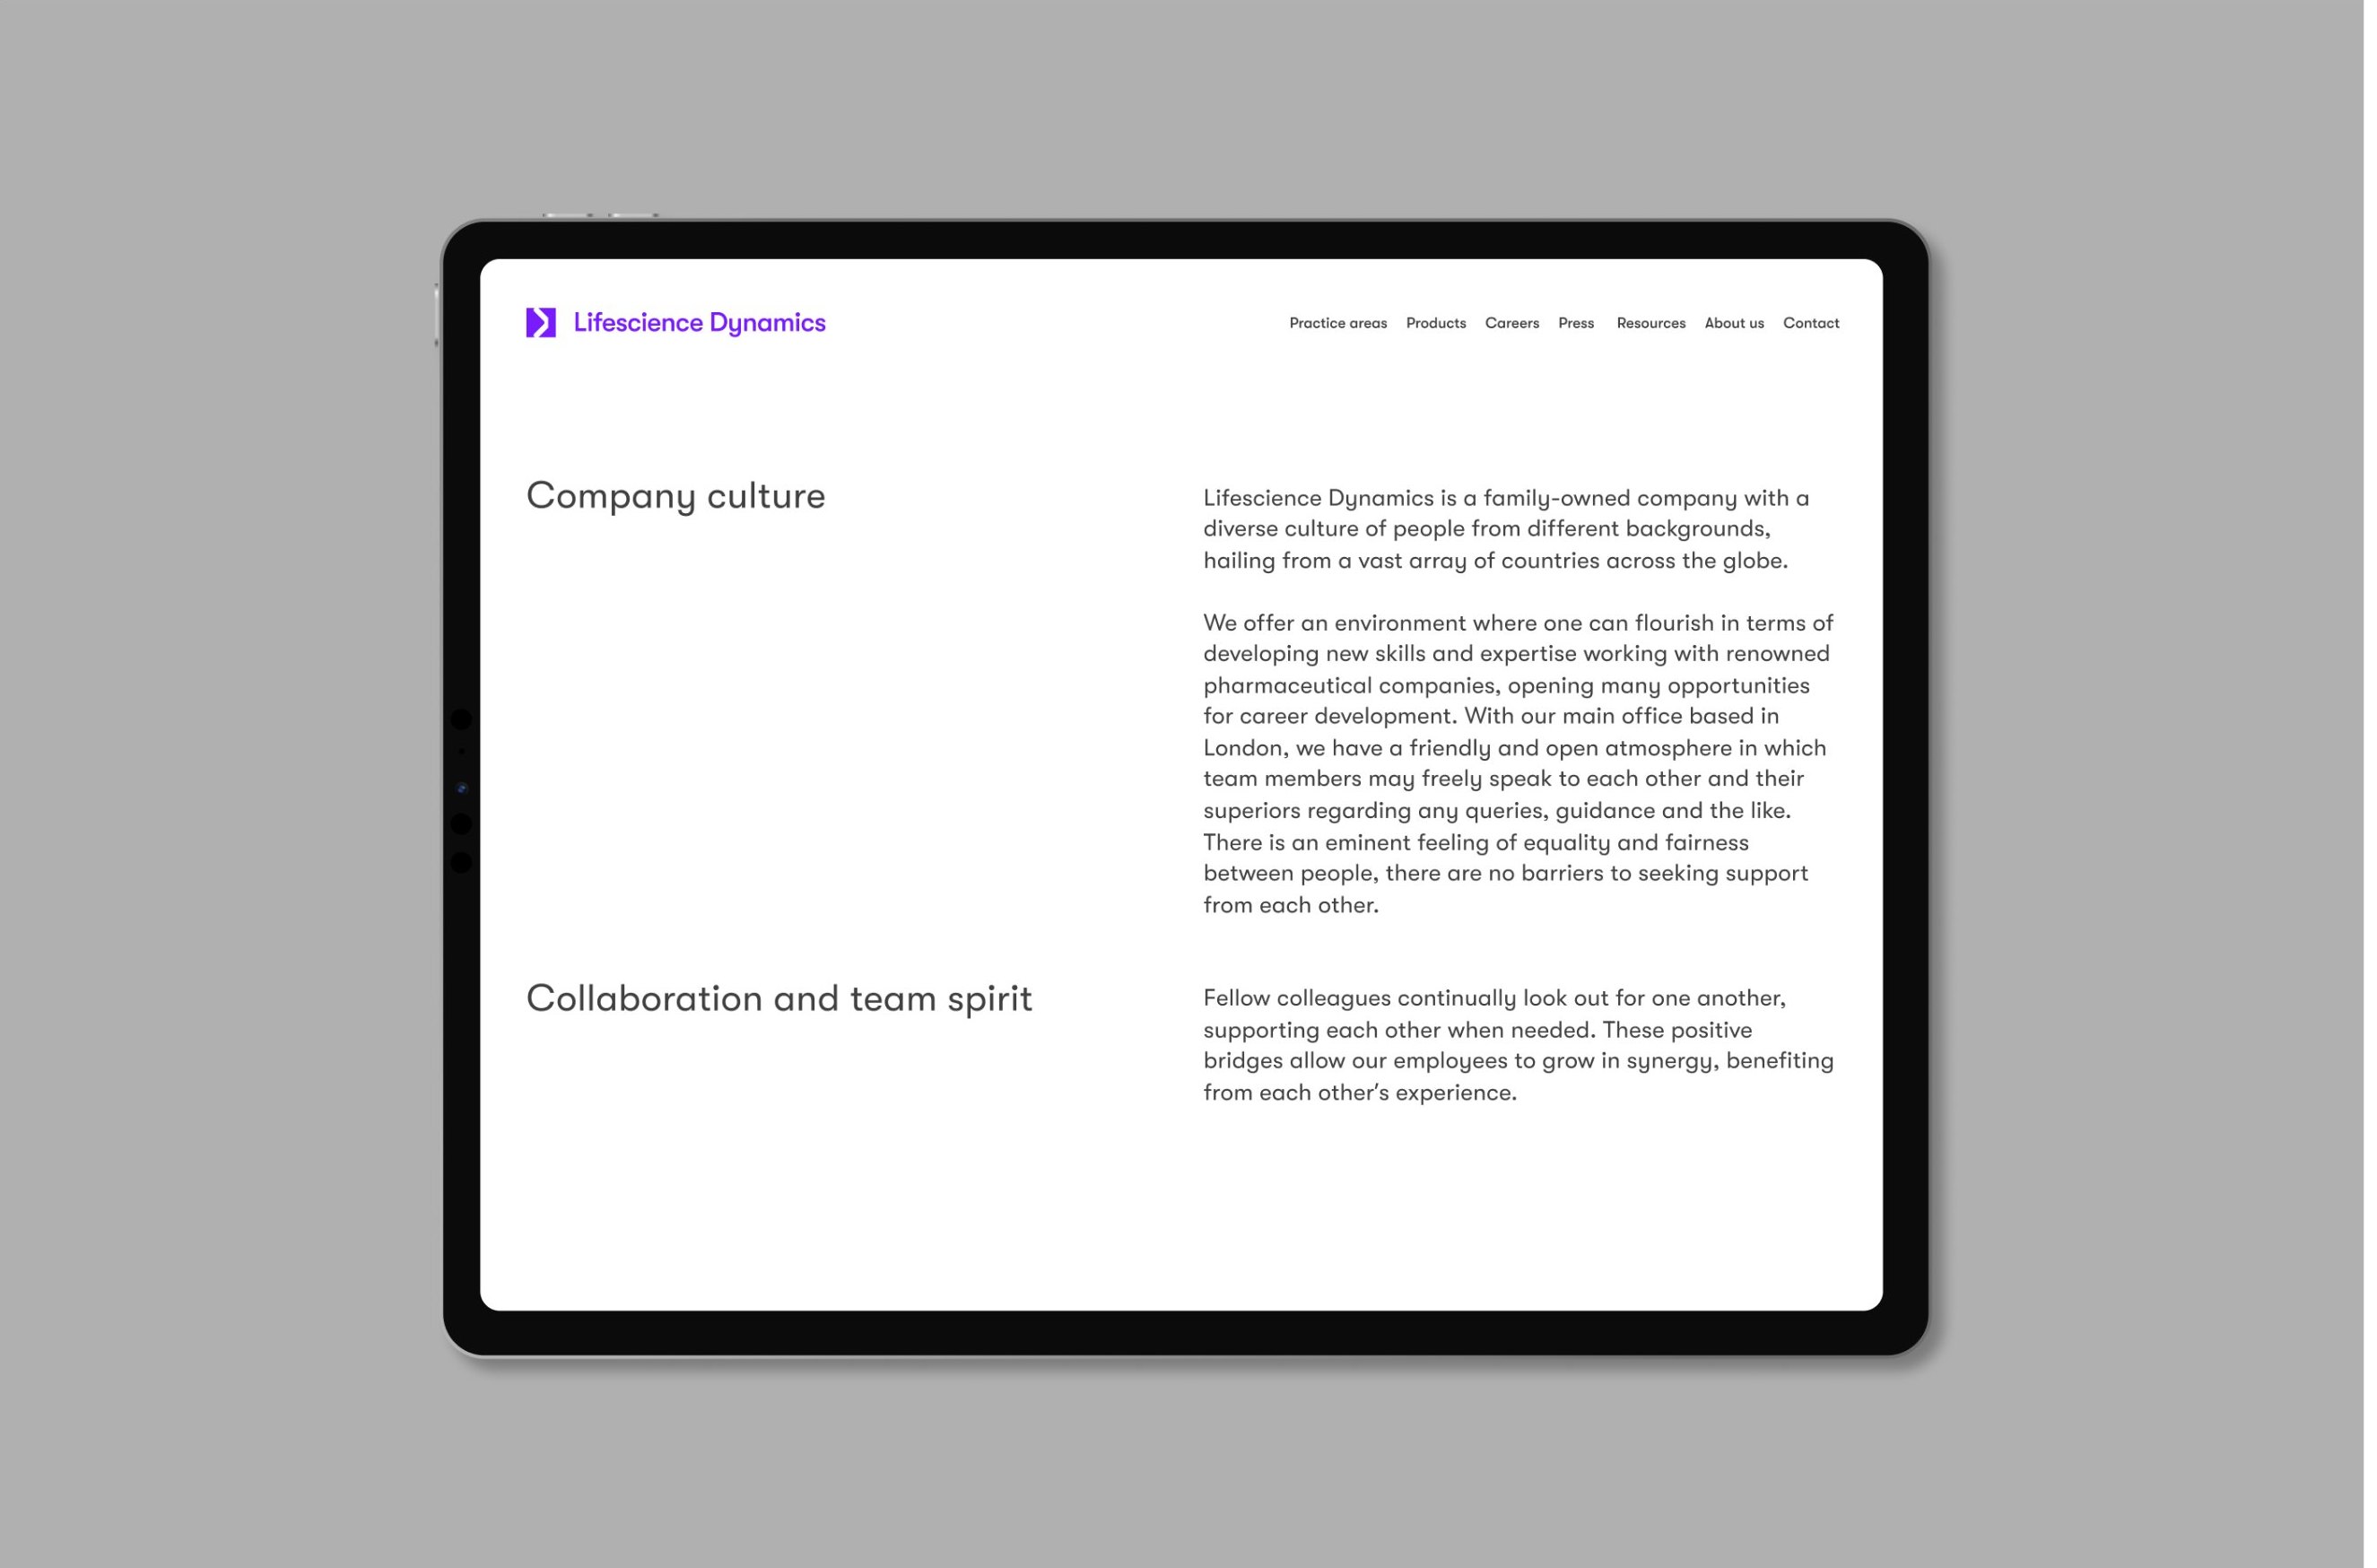 Lifescience Dynamics
Practice areas Products Careers Press Resources About us Contact
Company culture
Lifescience Dynamics is a family-owned company with a
diverse culture of people from different backgrounds,
hailing from a vast array of countries across the globe.
We offer an environment where one can flourish in terms of
developing new skills and expertise working with renowned
pharmaceutical companies, opening many opportunities
for career development. With our main office based in
London, we have a friendly and open atmosphere in which
team members may freely speak to each other and their
superiors regarding any queries, guidance and the like.
There is an eminent feeling of equality and fairness
between people, there are no barriers to seeking support
from each other.
Collaboration and team spirit
Fellow colleagues continually look out for one another,
supporting each other when needed. These positive
bridges allow our employees to grow in synergy, benefiting
from each other's experience.